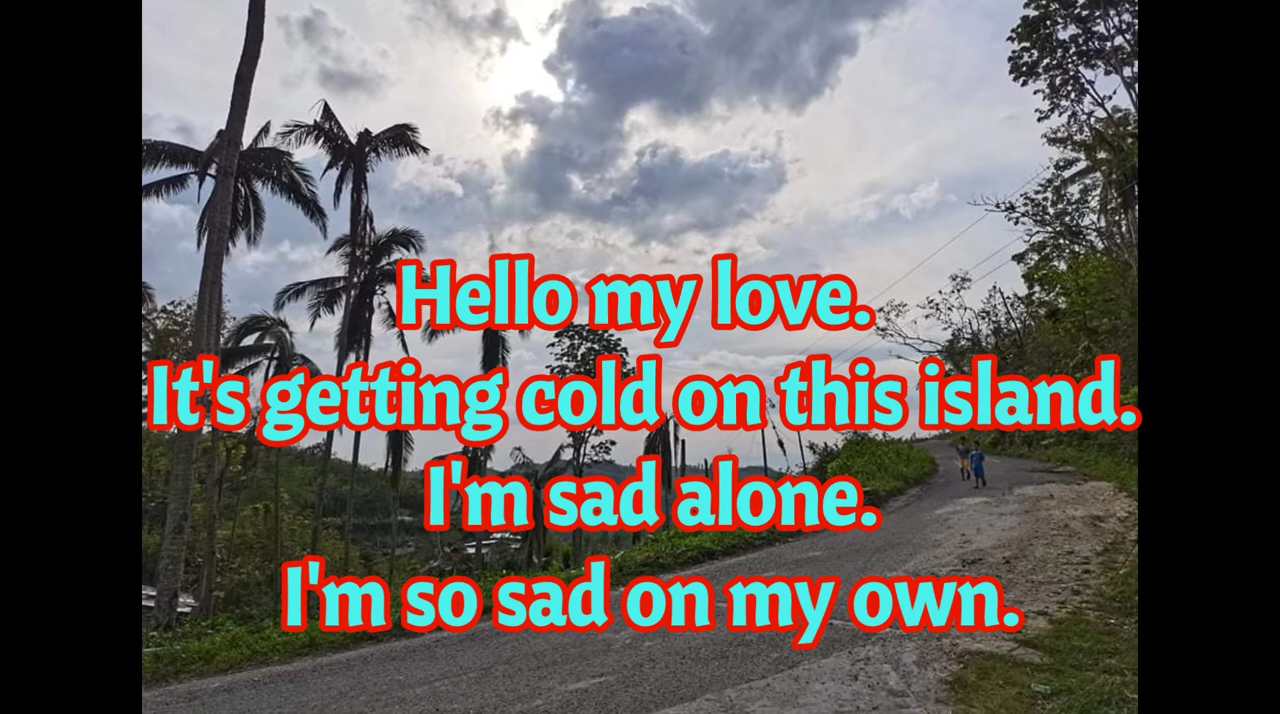 Hello my love.
It's getting cold on this island.
I'm sad alone.
I'm so sad on my own.